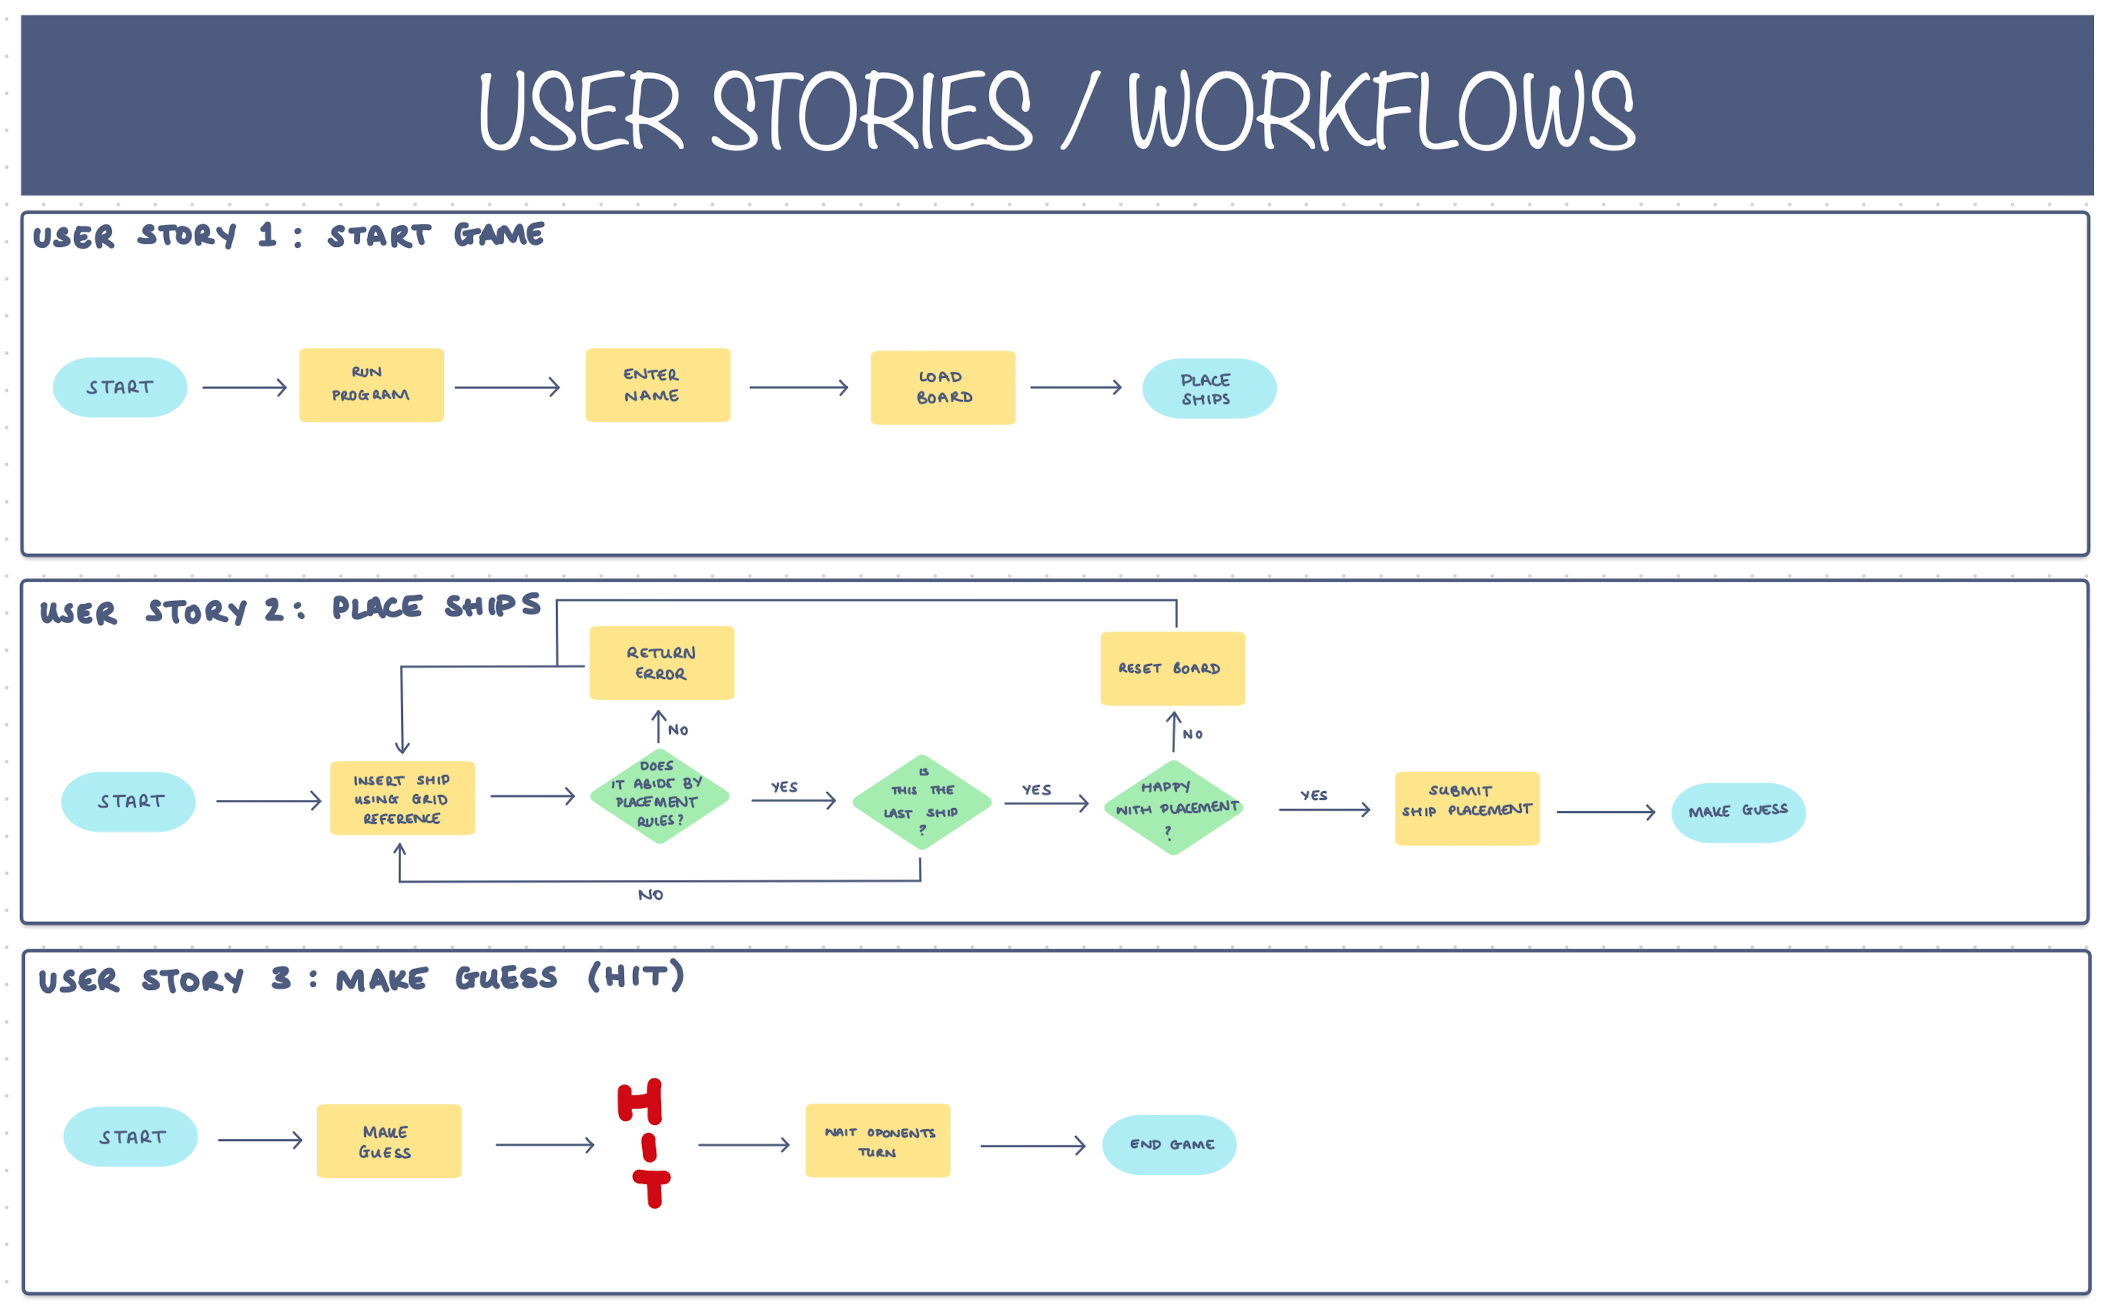 USER STORIES / WORKFLOWS
USER STORY 1 : START GAME
START
RUN
PROGRAM
ENTER
NAME
LOAD
BOARD
PLACE
SHIPS
USER STORY 2 : PLACE SHIPS
RETURN
ERROR
RESET BOARD
NO
NO
START
INSERT SHIP
USING GRID
REFERENCE
DOES
IT ABIDE BY
PLACEMENT
RULES?
YES
IS
THIS THE
LAST SHIP
?
YES
HAPPY
WITH PLACEMENT
?
YES
SUBMIT
SHIP PLACEMENT
MAKE GUESS
NO
USER STORY 3 : MAKE GUESS (HIT)
START
MAKE
GUESS
H
I
T
WAIT OPONENTS
TURN
END GAME